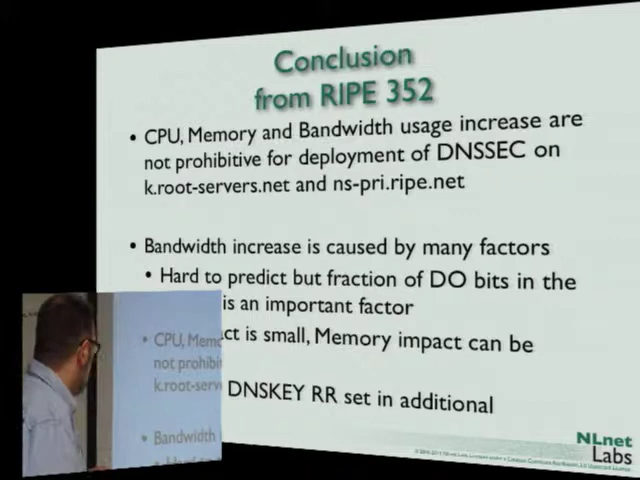 Conclusion
from RIPE 352
• CPU, Memory and Bandwidth usage increase are
not prohibitive for deployment of DNSSEC on
k.root-servers.net and ns-pri.ripe.net
• Bandwidth increase is caused by many factors
• Hard to predict but fraction of DO bits in the
is an important factor
ct is small, Memory impact can be
DNSKEY RR set in additional
• CPU, Mem
not prohibit
k.root-serv
• Bandwidth
NLnet
Labs